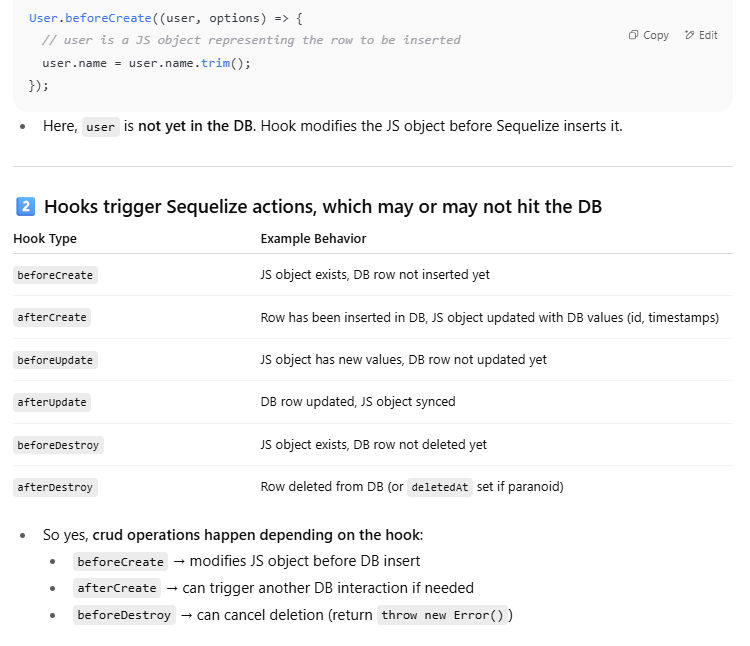 User.beforeCreate((user, options) => {
Copy Edit
// user is a JS object representing the row to be inserted
user.name = user.name.trim();
});
Here, user is not yet in the DB. Hook modifies the JS object before Sequelize inserts it.
2 Hooks trigger Sequelize actions, which may or may not hit the DB
Hook Type Example Behavior
beforeCreate JS object exists, DB row not inserted yet
afterCreate Row has been inserted in DB, JS object updated with DB values (id, timestamps)
beforeUpdate JS object has new values, DB row not updated yet
afterUpdate DB row updated, JS object synced
beforeDestroy JS object exists, DB row not deleted yet
afterDestroy Row deleted from DB (or deletedAt set if paranoid)
So yes, crud operations happen depending on the hook:
beforeCreate → modifies JS object before DB insert
afterCreate → can trigger another DB interaction if needed
beforeDestroy → can cancel deletion (return throw new Error())